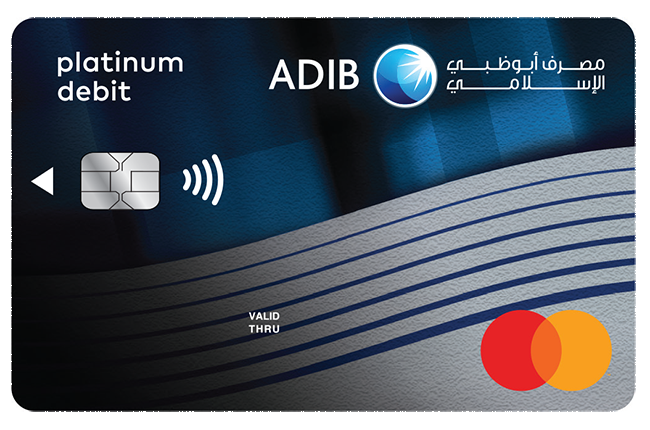 platinum
debit
ADIB
مصرف أبوظبي
الإسلامي
VALID
THRU